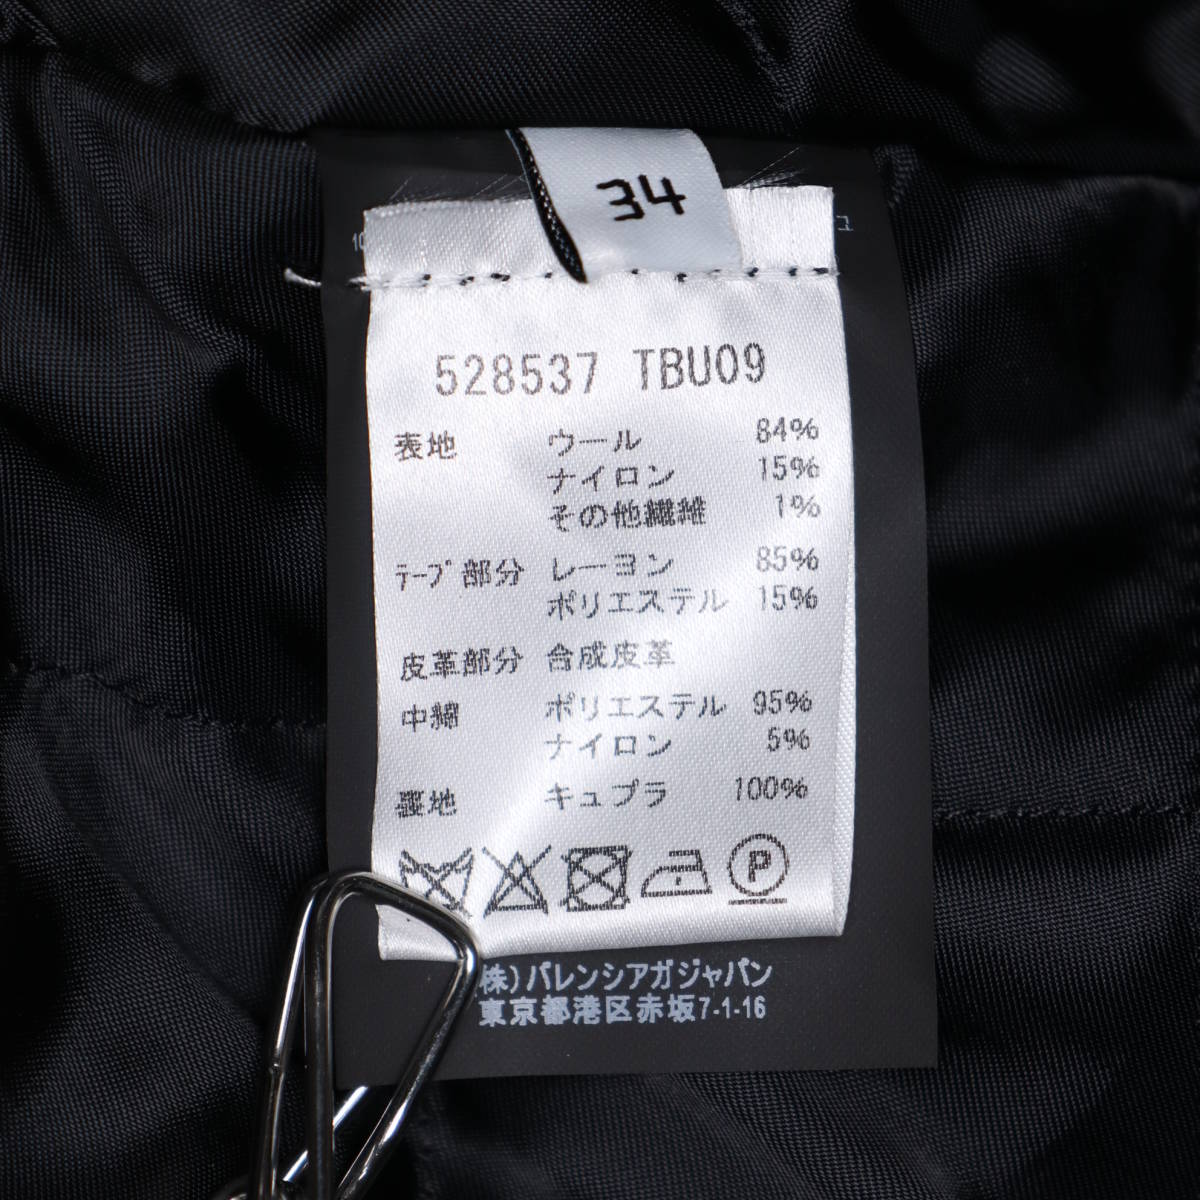 34
528537 TBU09
表地 ウール 84%
ナイロン 15%
その他繊維 1%
テープ部分 レーヨン 85%
ポリエステル 15%
皮革部分 合成皮革
中綿 ポリエステル 95%
ナイロン 5%
裏地 キュプラ 100%
P
株)バレンシアガジャパン
東京都港区赤坂7-1-16